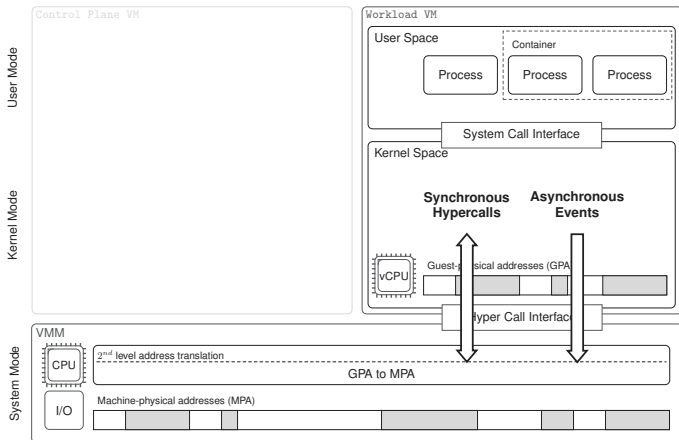 Control Plane VM
Workload VM
User Mode
User Space
Container
Process
Process
Process
System Call Interface
Kernel Mode
Kernel Space
Synchronous
Hypercalls
Asynchronous
Events
vCPU
Guest-physical addresses (GPA)
Hyper Call Interface
System Mode
VMM
CPU
2nd level address translation
GPA to MPA
I/O
Machine-physical addresses (MPA)